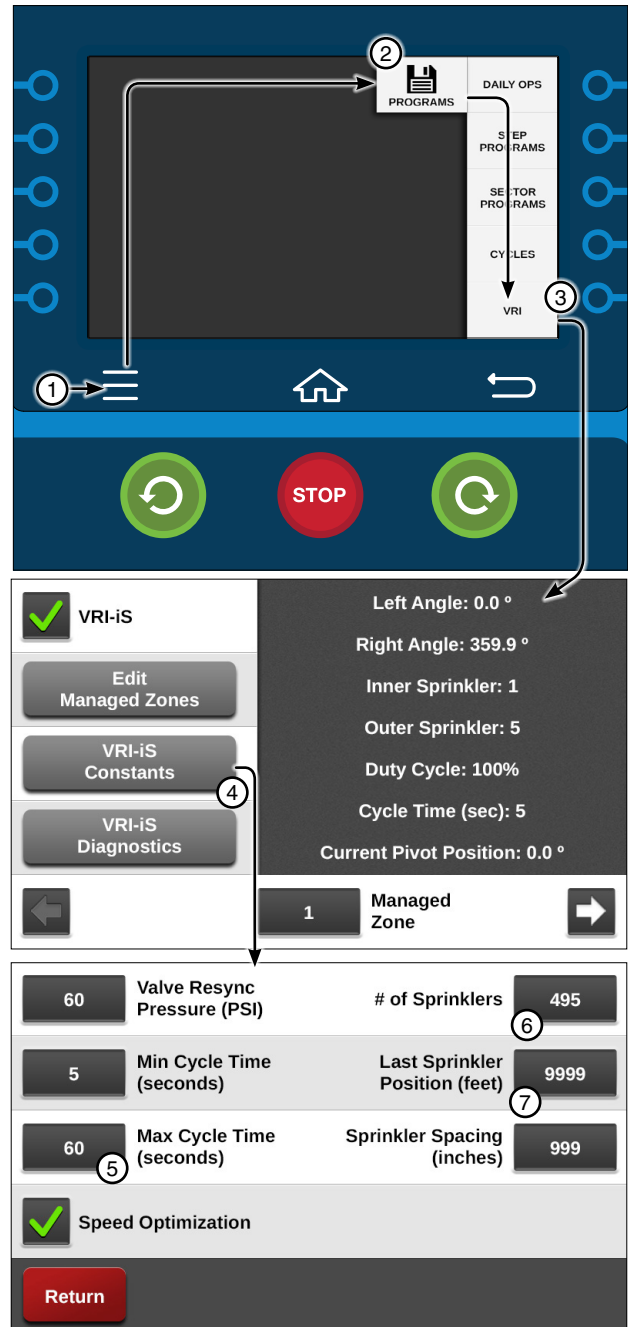 2
PROGRAMS
DAILY OPS
STEP
PROGRAMS
SECTOR
PROGRAMS
CYCLES
VRI
3
1
STOP
VRI-iS
Edit
Managed Zones
VRI-iS
Constants
4
VRI-iS
Diagnostics
Left Angle: 0.0 º
Right Angle: 359.9 º
Inner Sprinkler: 1
Outer Sprinkler: 5
Duty Cycle: 100%
Cycle Time (sec): 5
Current Pivot Position: 0.0 º
1
Managed
Zone
60
Valve Resync
Pressure (PSI)
# of Sprinklers
495
6
5
Min Cycle Time
(seconds)
Last Sprinkler
Position (feet)
9999
7
60
5
Max Cycle Time
(seconds)
Sprinkler Spacing
(inches)
999
Speed Optimization
Return